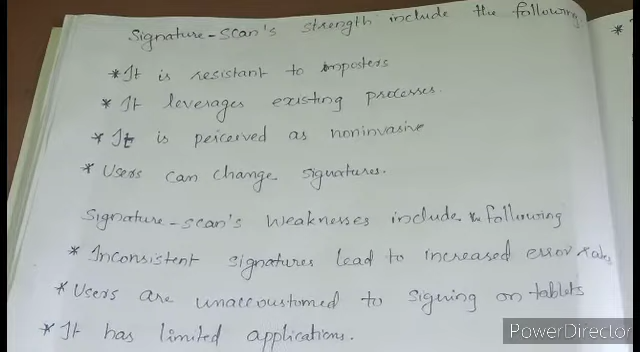 Signature-scan's strength include the following
* It is resistant to imposters
* It leverages existing processes.
* It is perceived as noninvasive
* Users can change signatures.
Signature-scan's weaknesses include the following
* Inconsistent signatures lead to increased error rates
* Users are unaccustomed to signing on tablets
* It has limited applications.
PowerDirector